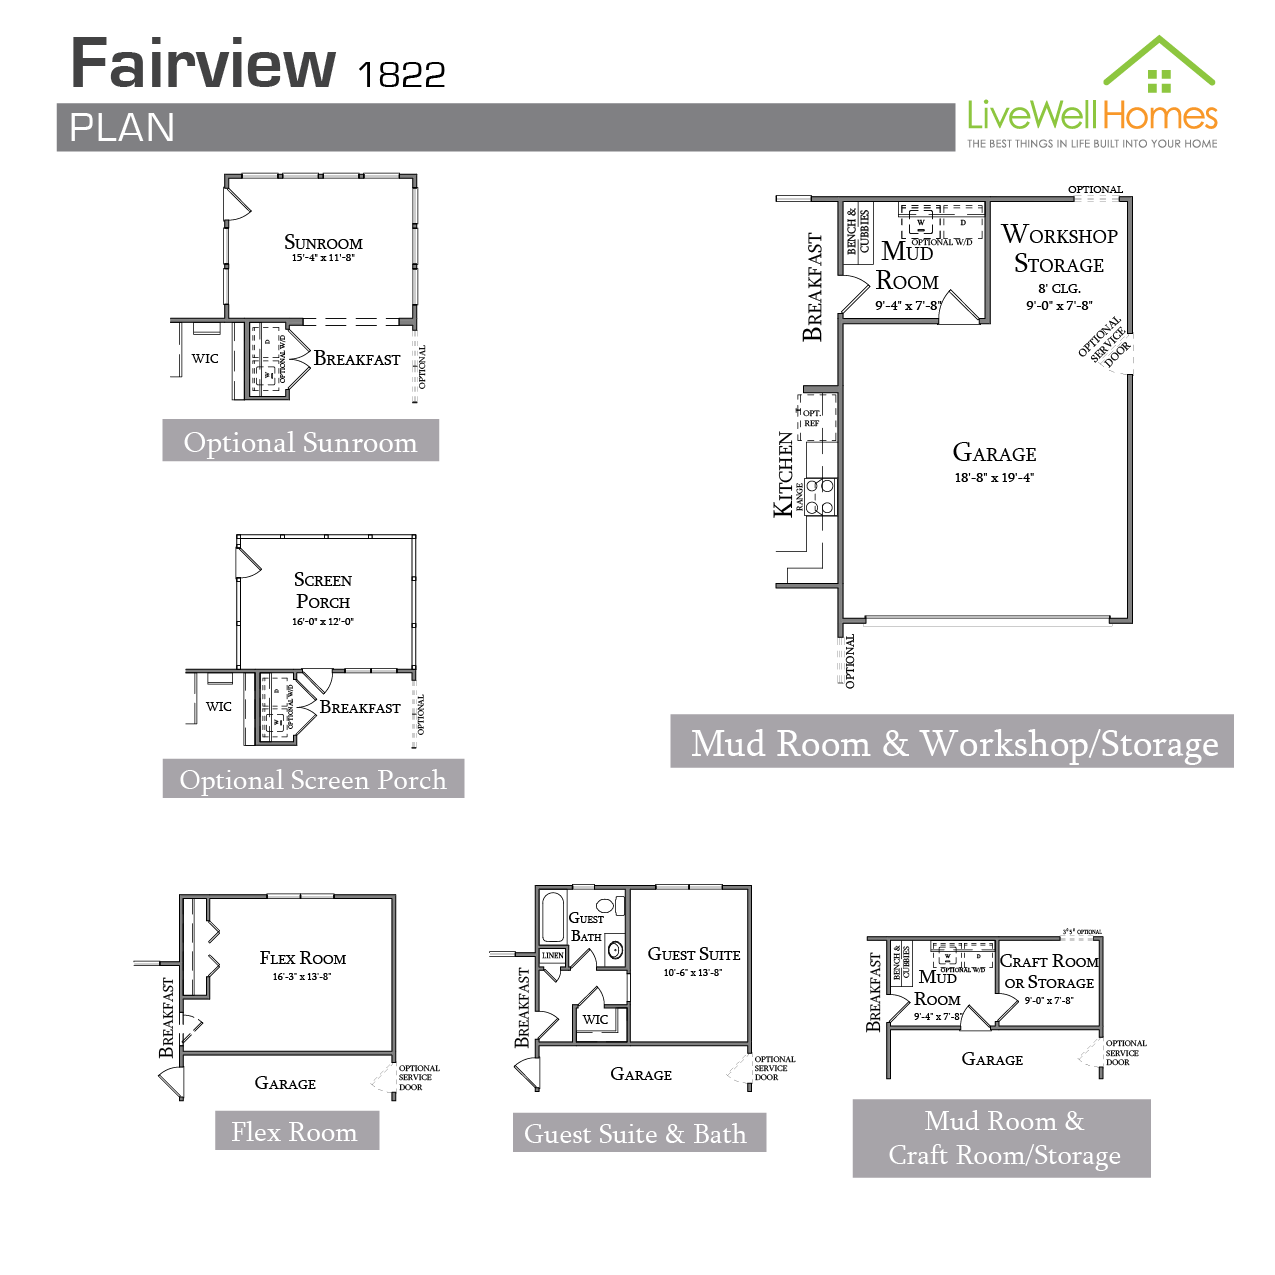 Fairview 1822
PLAN
LiveWell Homes
THE BEST THINGS IN LIFE BUILT INTO YOUR HOME
SUNROOM
15'-4" x 11'-8"
WIC
D
W
OPTIONAL W/D
BREAKFAST
OPTIONAL
Optional Sunroom
SCREEN
PORCH
16'-0" x 12'-0"
WIC
D
W
OPTIONAL W/D
BREAKFAST
OPTIONAL
Optional Screen Porch
OPTIONAL
BENCH &
CUBBIES
W
D
OPTIONAL W/D
MUD
ROOM
9'-4" x 7'-8"
WORKSHOP
STORAGE
8' CLG.
9'-0" x 7'-8"
BREAKFAST
OPTIONAL
SERVICE
DOOR
OPT.
REF
KITCHEN
RANGE
GARAGE
18'-8" x 19'-4"
OPTIONAL
Mud Room & Workshop/Storage
FLEX ROOM
16'-3" x 13'-8"
BREAKFAST
GARAGE
OPTIONAL
SERVICE
DOOR
Flex Room
GUEST
BATH
LINEN
GUEST SUITE
10'-6" x 13'-8"
WIC
BREAKFAST
GARAGE
OPTIONAL
SERVICE
DOOR
Guest Suite & Bath
OPTIONAL
BENCH &
CUBBIES
W
D
OPTIONAL W/D
MUD
ROOM
9'-4" x 7'-8"
CRAFT ROOM
OR STORAGE
9'-0" x 7'-8"
BREAKFAST
GARAGE
OPTIONAL
SERVICE
DOOR
Mud Room &
Craft Room/Storage